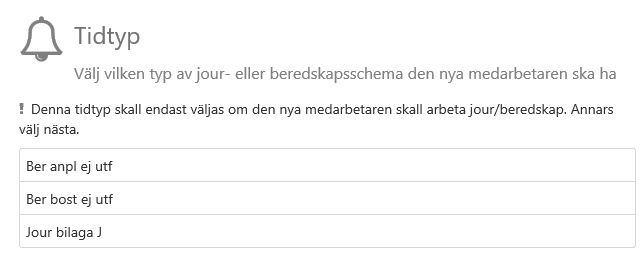 Tidtyp
Välj vilken typ av jour- eller beredskapsschema den nya medarbetaren ska ha
! Denna tidtyp skall endast väljas om den nya medarbetaren skall arbeta jour/beredskap. Annars
välj nästa.
Ber anpl ej utf
Ber bost ej utf
Jour bilaga J